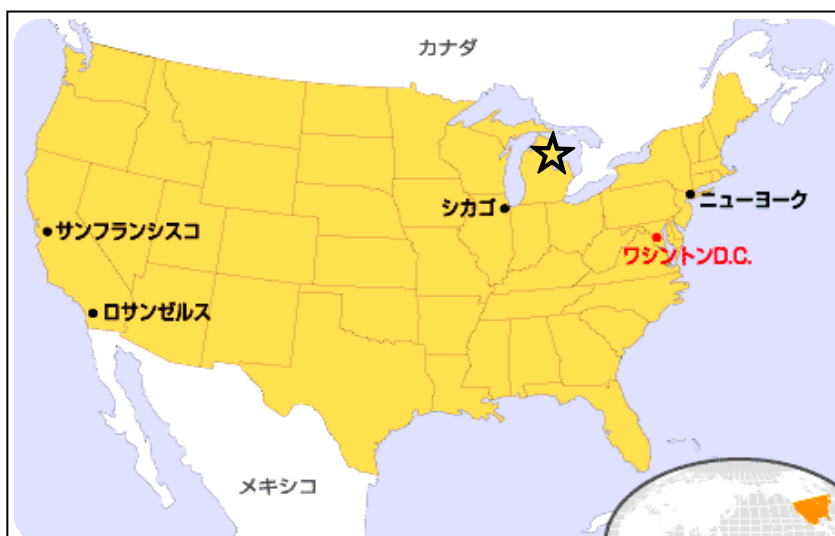 カナダ
シカゴ
ニューヨーク
サンフランシスコ
ワシントンD.C.
ロサンゼルス
メキシコ